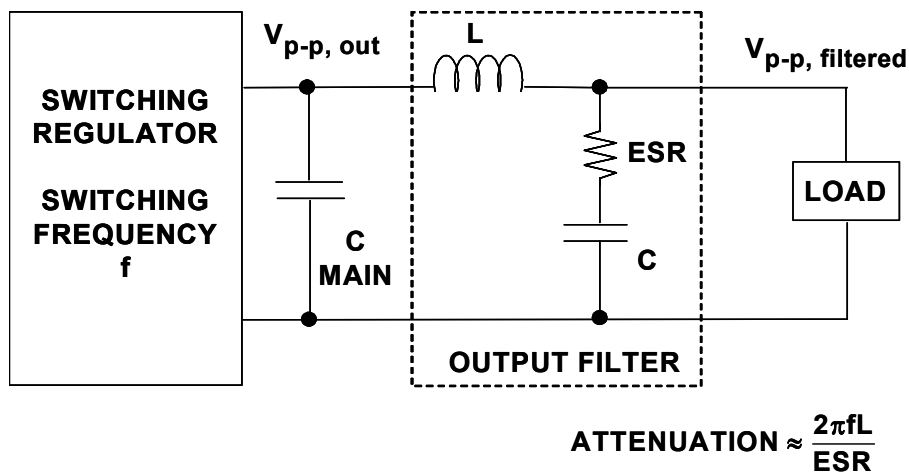 SWITCHING
REGULATOR
SWITCHING
FREQUENCY
f
Vp-p, out
C
MAIN
L
ESR
C
OUTPUT FILTER
Vp-p, filtered
LOAD
ATTENUATION ≈ 2πfL
ESR